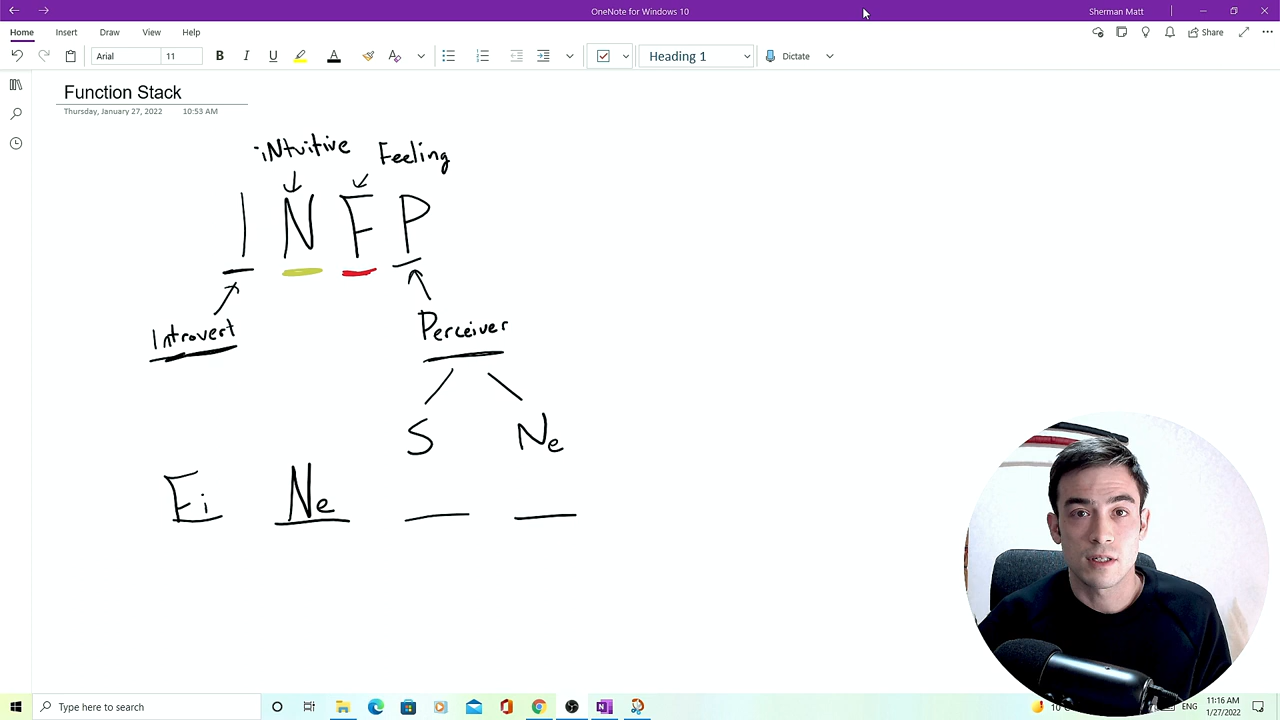 OneNote for Windows 10
Sherman Matt
Home Insert Draw View Help
Share
Arial 11 B I U A A Heading 1 Dictate
Function Stack
Thursday, January 27, 2022 10:53 AM
iNtuitive Feeling
I N F P
Introvert Perceiver
S Ne
Fi Ne
Type here to search
10°
ENG
11:16 AM
1/27/2022